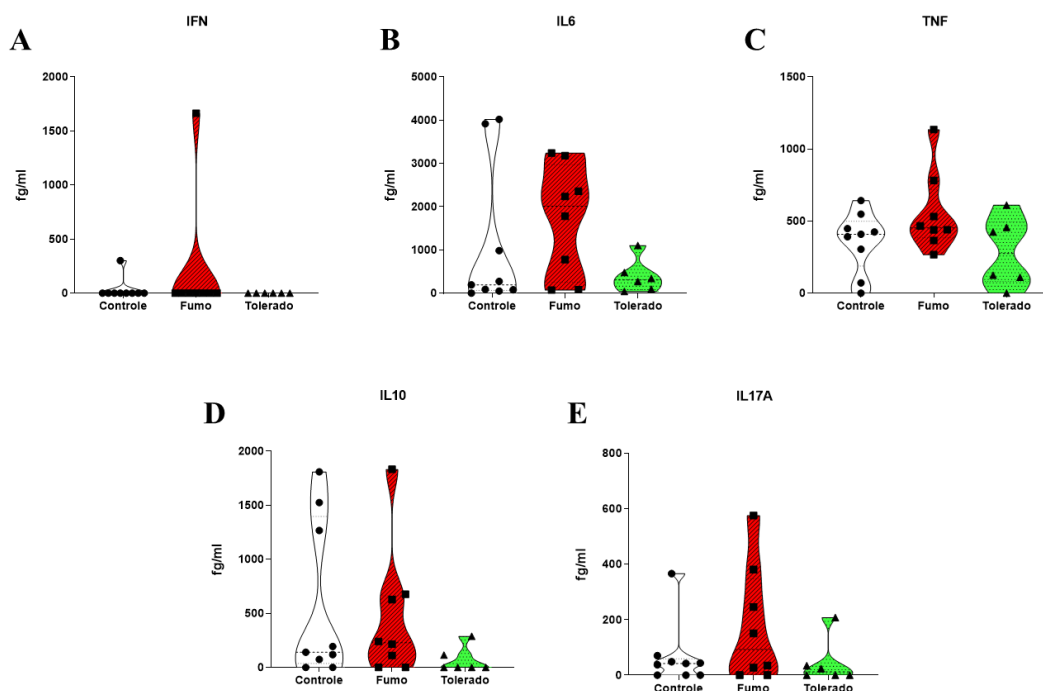 A
IFN
fg/ml
2000
1500
1000
500
0
Controle Fumo Tolerado
B
IL6
fg/ml
5000
4000
3000
2000
1000
0
Controle Fumo Tolerado
C
TNF
fg/ml
1500
1000
500
0
Controle Fumo Tolerado
D
IL10
fg/ml
2000
1500
1000
500
0
Controle Fumo Tolerado
E
IL17A
fg/ml
800
600
400
200
0
Controle Fumo Tolerado